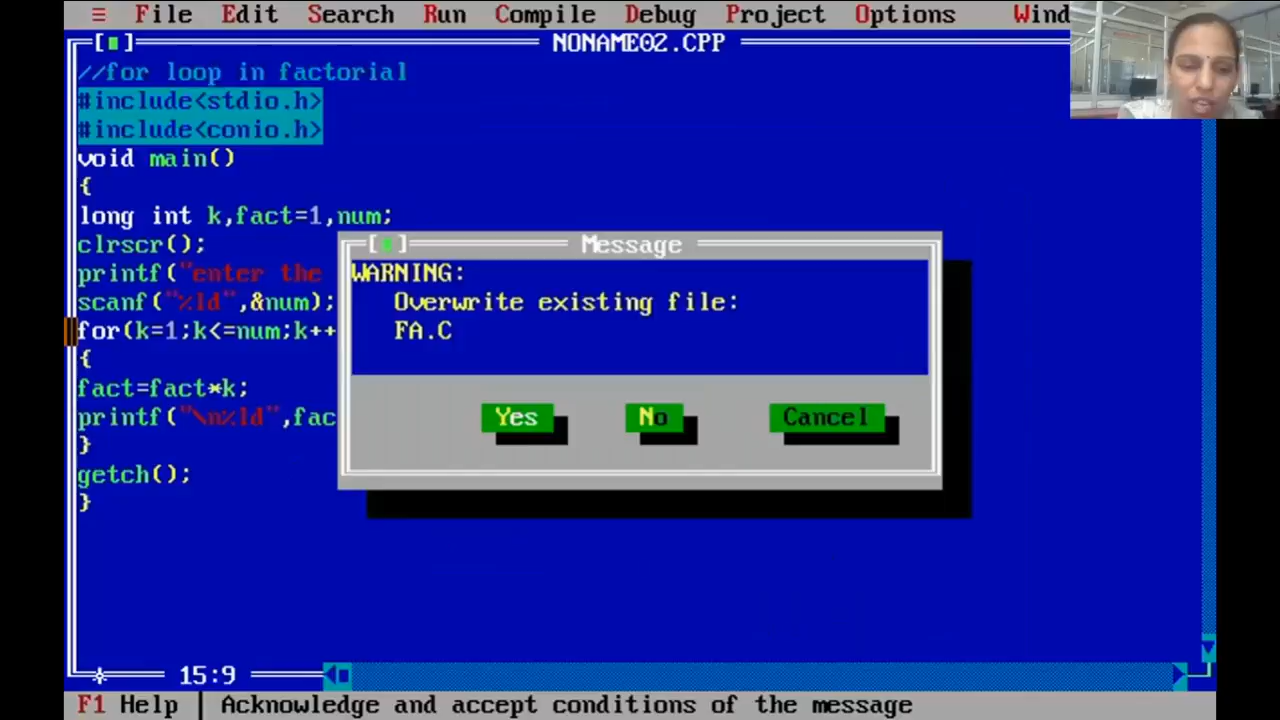 ≡ File Edit Search Run Compile Debug Project Options Wind
[■] NONAME02.CPP
//for loop in factorial
#include<stdio.h>
#include<conio.h>
void main()
{
long int k,fact=1,num;
clrscr();
printf("enter the
scanf("%ld",&num);
for(k=1;k<=num;k++
{
fact=fact*k;
printf("\n%ld",fac
}
getch();
}
[■] Message
WARNING:
Overwrite existing file:
FA.C
Yes No Cancel
15:9
F1 Help │ Acknowledge and accept conditions of the message